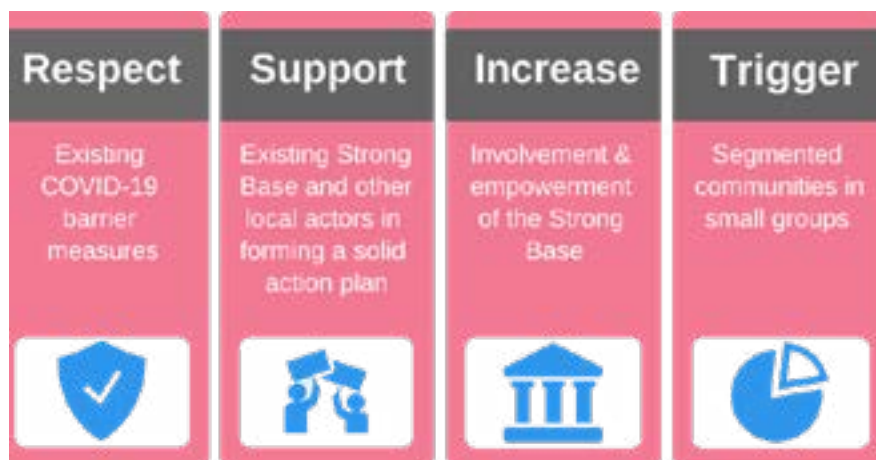 Respect
Existing
COVID-19
barrier
measures
Support
Existing Strong
Base and other
local actors in
forming a solid
action plan
Increase
Involvement &
empowerment
of the Strong
Base
Trigger
Segmented
communities in
small groups